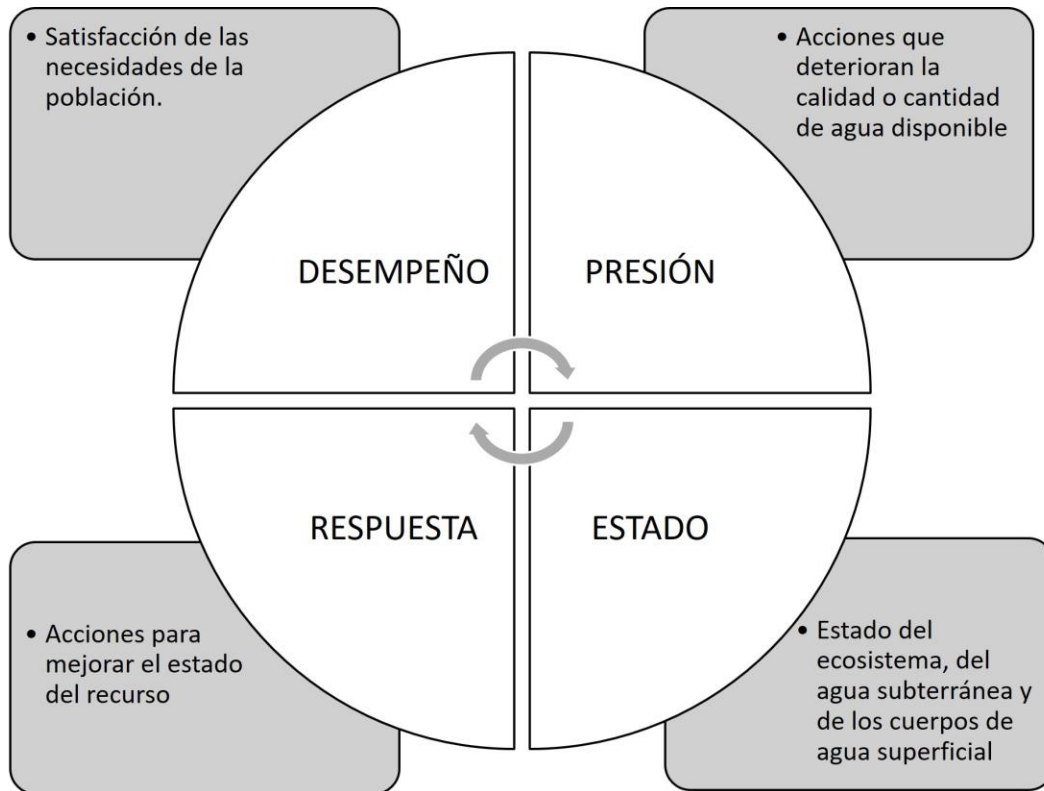 • Satisfacción de las
necesidades de la
población.
• Acciones que
deterioran la
calidad o cantidad
de agua disponible
DESEMPEÑO
PRESIÓN
RESPUESTA
ESTADO
• Acciones para
mejorar el estado
del recurso
• Estado del
ecosistema, del
agua subterránea y
de los cuerpos de
agua superficial